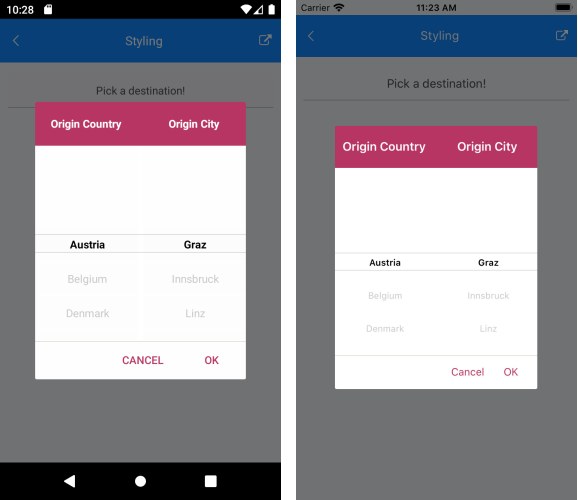 10:28
Styling
Pick a destination!
Origin Country Origin City
Austria Graz
Belgium Innsbruck
Denmark Linz
CANCEL OK
Carrier 11:23 AM
Styling
Pick a destination!
Origin Country Origin City
Austria Graz
Belgium Innsbruck
Denmark Linz
Cancel OK